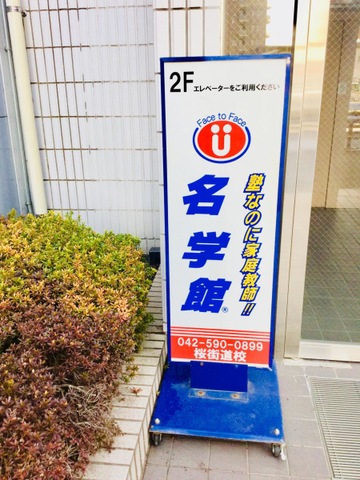 2F エレベーターをご利用ください
Face to Face
Ü
塾なのに家庭教師!!
名学館®
042-590-0899
桜街道校